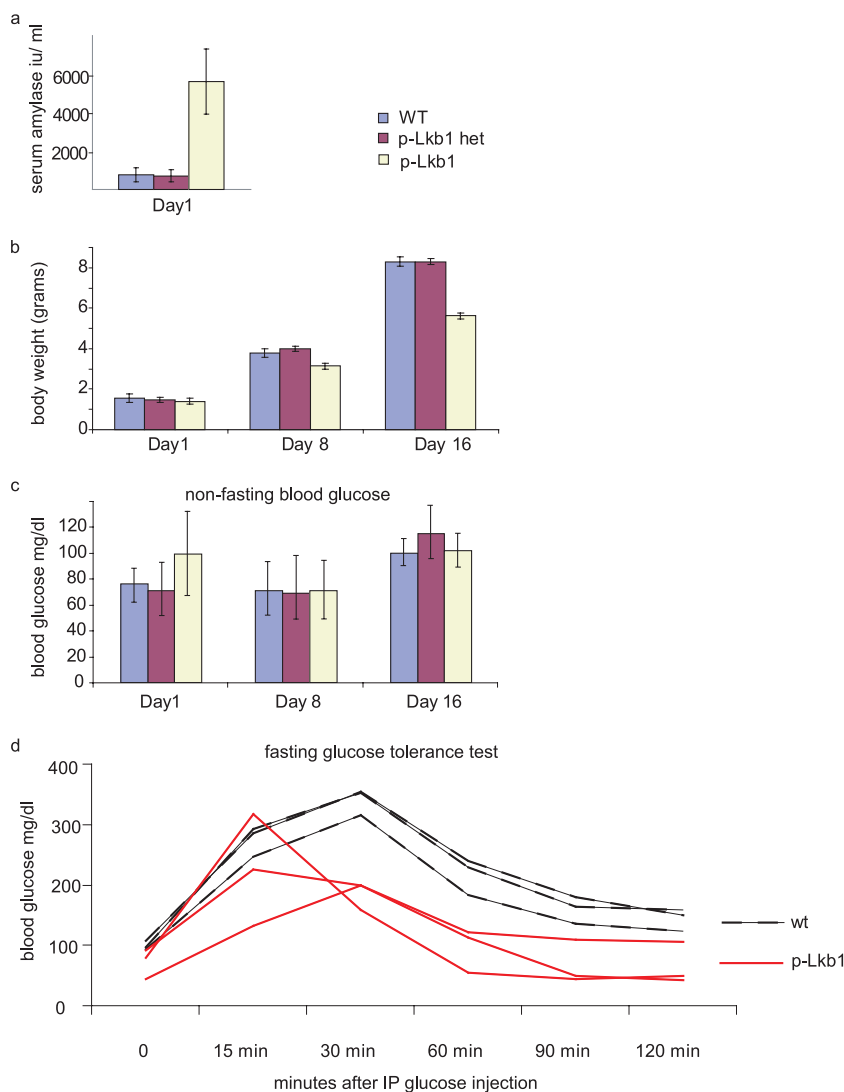 a
serum amylase iu/ ml
6000
4000
2000
Day1
WT
p-Lkb1 het
p-Lkb1
b
body weight (grams)
8
6
4
2
0
Day1 Day 8 Day 16
c
non-fasting blood glucose
blood glucose mg/dl
120
100
80
60
40
20
0
Day1 Day 8 Day 16
d
fasting glucose tolerance test
blood glucose mg/dl
400
300
200
100
0
wt
p-Lkb1
0 15 min 30 min 60 min 90 min 120 min
minutes after IP glucose injection